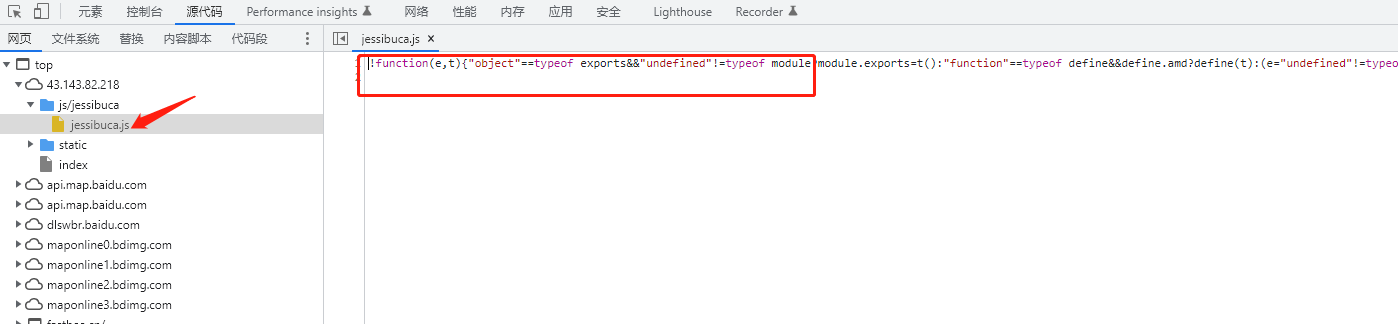 元素 控制台 源代码 Performance insights 网络 性能 内存 应用 安全 Lighthouse Recorder
网页 文件系统 替换 内容脚本 代码段 jessibuca.js ×
top
43.143.82.218
js/jessibuca
jessibuca.js
static
index
api.map.baidu.com
api.map.baidu.com
dlswbr.baidu.com
maponline0.bdimg.com
maponline1.bdimg.com
maponline2.bdimg.com
maponline3.bdimg.com
!function(e,t){"object"==typeof exports&&"undefined"!=typeof module?module.exports=t():"function"==typeof define&&define.amd?define(t):(e="undefined"!=typeo